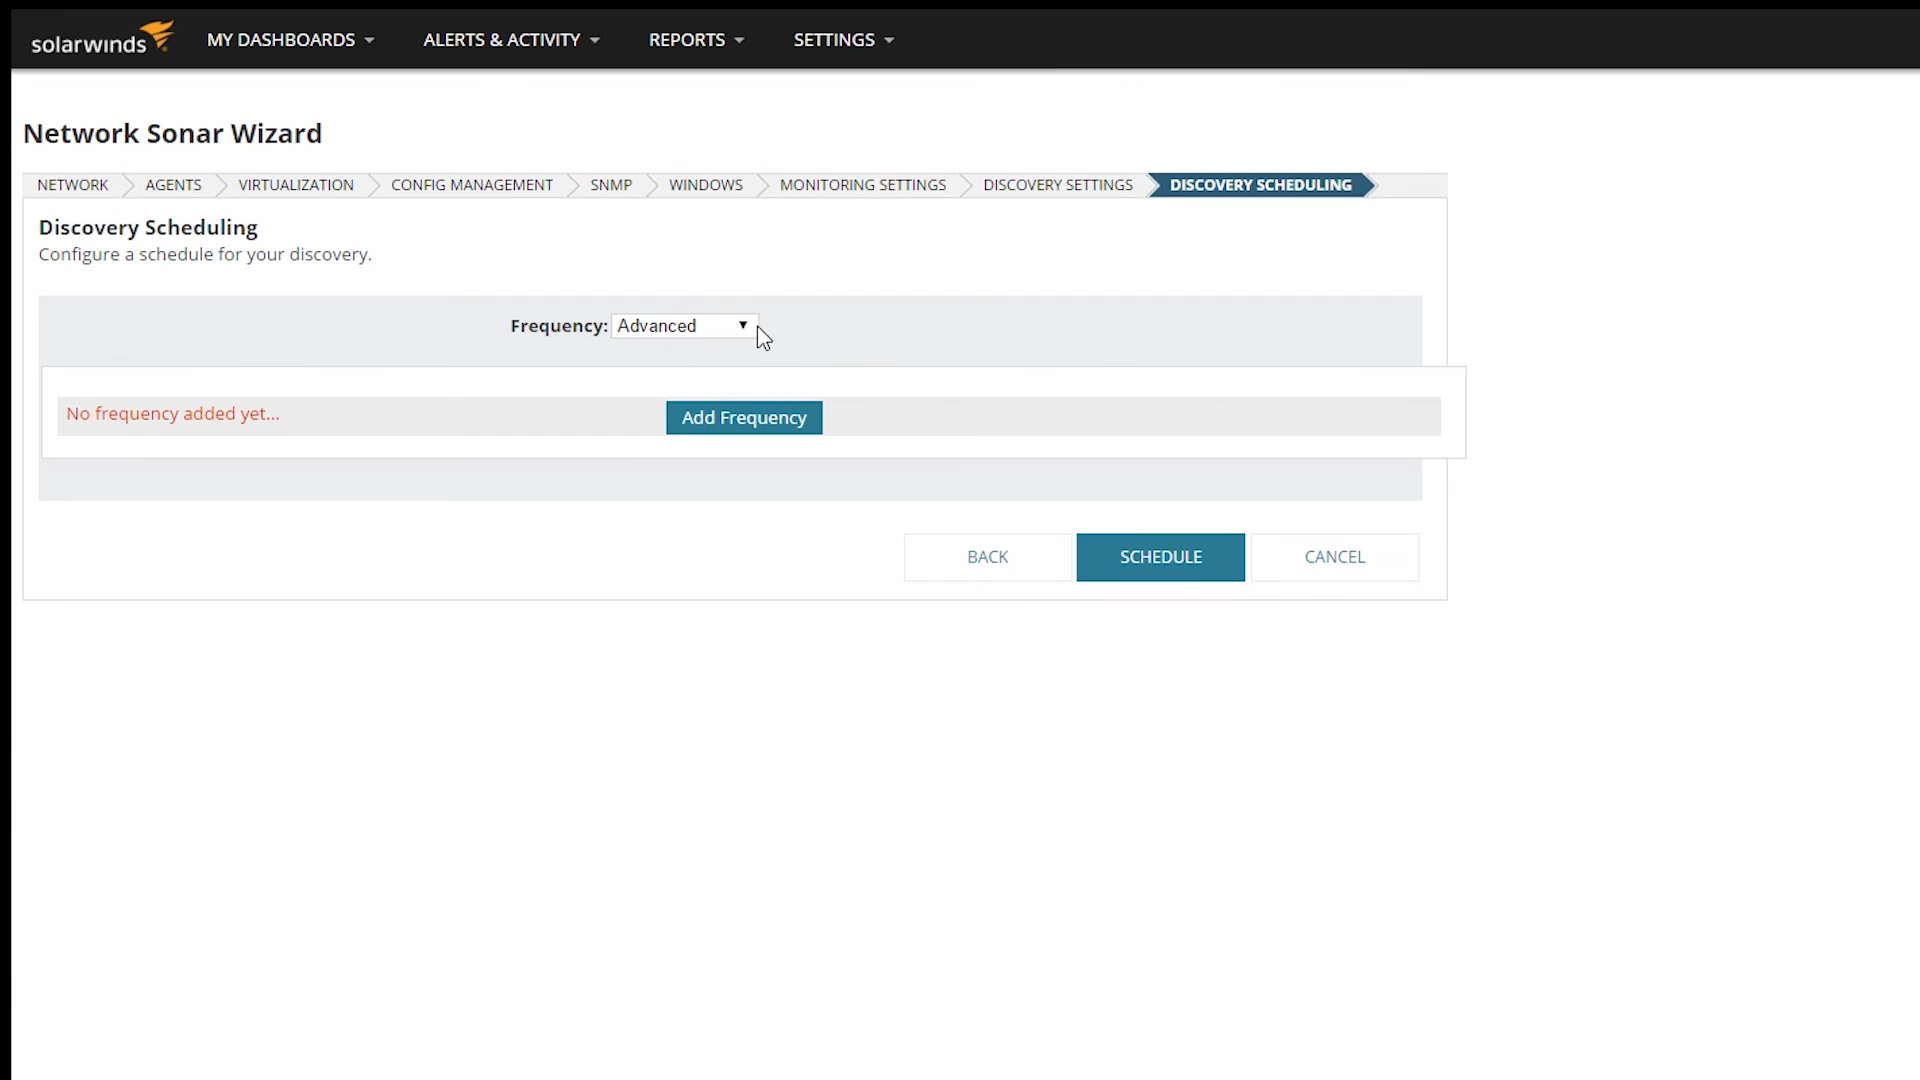 solarwinds MY DASHBOARDS ALERTS & ACTIVITY REPORTS SETTINGS
Network Sonar Wizard
NETWORK AGENTS VIRTUALIZATION CONFIG MANAGEMENT SNMP WINDOWS MONITORING SETTINGS DISCOVERY SETTINGS DISCOVERY SCHEDULING
Discovery Scheduling
Configure a schedule for your discovery.
Frequency: Advanced
No frequency added yet... Add Frequency
BACK SCHEDULE CANCEL